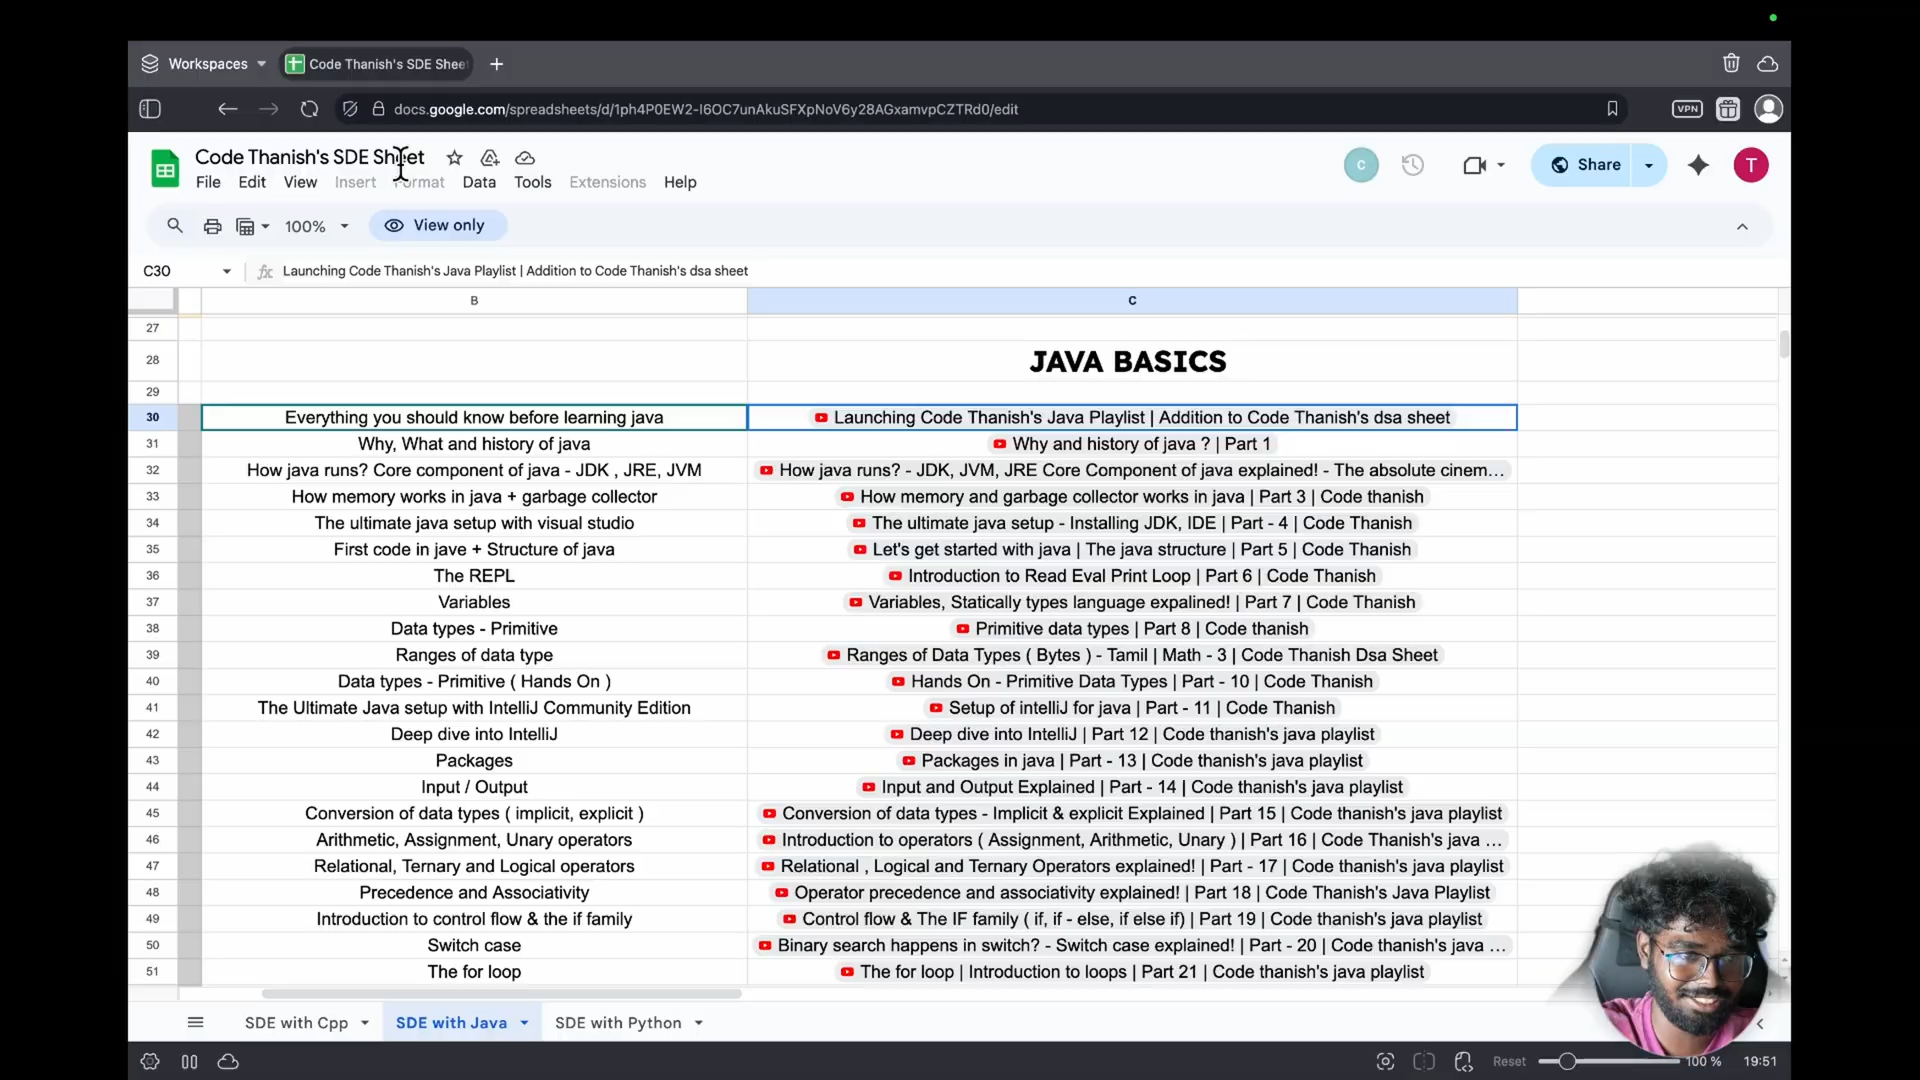 Workspaces Code Thanish's SDE Shee
docs.google.com/spreadsheets/d/1ph4P0EW2-I6OC7unAkuSFXpNoV6y28AGxamvpCZTRd0/edit VPN
Code Thanish's SDE Sheet
File Edit View Insert Format Data Tools Extensions Help
C Share T
100% View only
C30 fx Launching Code Thanish's Java Playlist | Addition to Code Thanish's dsa sheet
B C
27
28 JAVA BASICS
29
30 Everything you should know before learning java Launching Code Thanish's Java Playlist | Addition to Code Thanish's dsa sheet
31 Why, What and history of java Why and history of java ? | Part 1
32 How java runs? Core component of java - JDK , JRE, JVM How java runs? - JDK, JVM, JRE Core Component of java explained! - The absolute cinem…
33 How memory works in java + garbage collector How memory and garbage collector works in java | Part 3 | Code thanish
34 The ultimate java setup with visual studio The ultimate java setup - Installing JDK, IDE | Part - 4 | Code Thanish
35 First code in jave + Structure of java Let's get started with java | The java structure | Part 5 | Code Thanish
36 The REPL Introduction to Read Eval Print Loop | Part 6 | Code Thanish
37 Variables Variables, Statically types language expalined! | Part 7 | Code Thanish
38 Data types - Primitive Primitive data types | Part 8 | Code thanish
39 Ranges of data type Ranges of Data Types ( Bytes ) - Tamil | Math - 3 | Code Thanish Dsa Sheet
40 Data types - Primitive ( Hands On ) Hands On - Primitive Data Types | Part - 10 | Code Thanish
41 The Ultimate Java setup with IntelliJ Community Edition Setup of intelliJ for java | Part - 11 | Code Thanish
42 Deep dive into IntelliJ Deep dive into IntelliJ | Part 12 | Code thanish's java playlist
43 Packages Packages in java | Part - 13 | Code thanish's java playlist
44 Input / Output Input and Output Explained | Part - 14 | Code thanish's java playlist
45 Conversion of data types ( implicit, explicit ) Conversion of data types - Implicit & explicit Explained | Part 15 | Code thanish's java playlist
46 Arithmetic, Assignment, Unary operators Introduction to operators ( Assignment, Arithmetic, Unary ) | Part 16 | Code Thanish's java …
47 Relational, Ternary and Logical operators Relational , Logical and Ternary Operators explained! | Part - 17 | Code thanish's java playlist
48 Precedence and Associativity Operator precedence and associativity explained! | Part 18 | Code Thanish's Java Playlist
49 Introduction to control flow & the if family Control flow & The IF family ( if, if - else, if else if) | Part 19 | Code thanish's java playlist
50 Switch case Binary search happens in switch? - Switch case explained! | Part - 20 | Code thanish's java …
51 The for loop The for loop | Introduction to loops | Part 21 | Code thanish's java playlist
SDE with Cpp SDE with Java SDE with Python
Reset 100 % 19:51